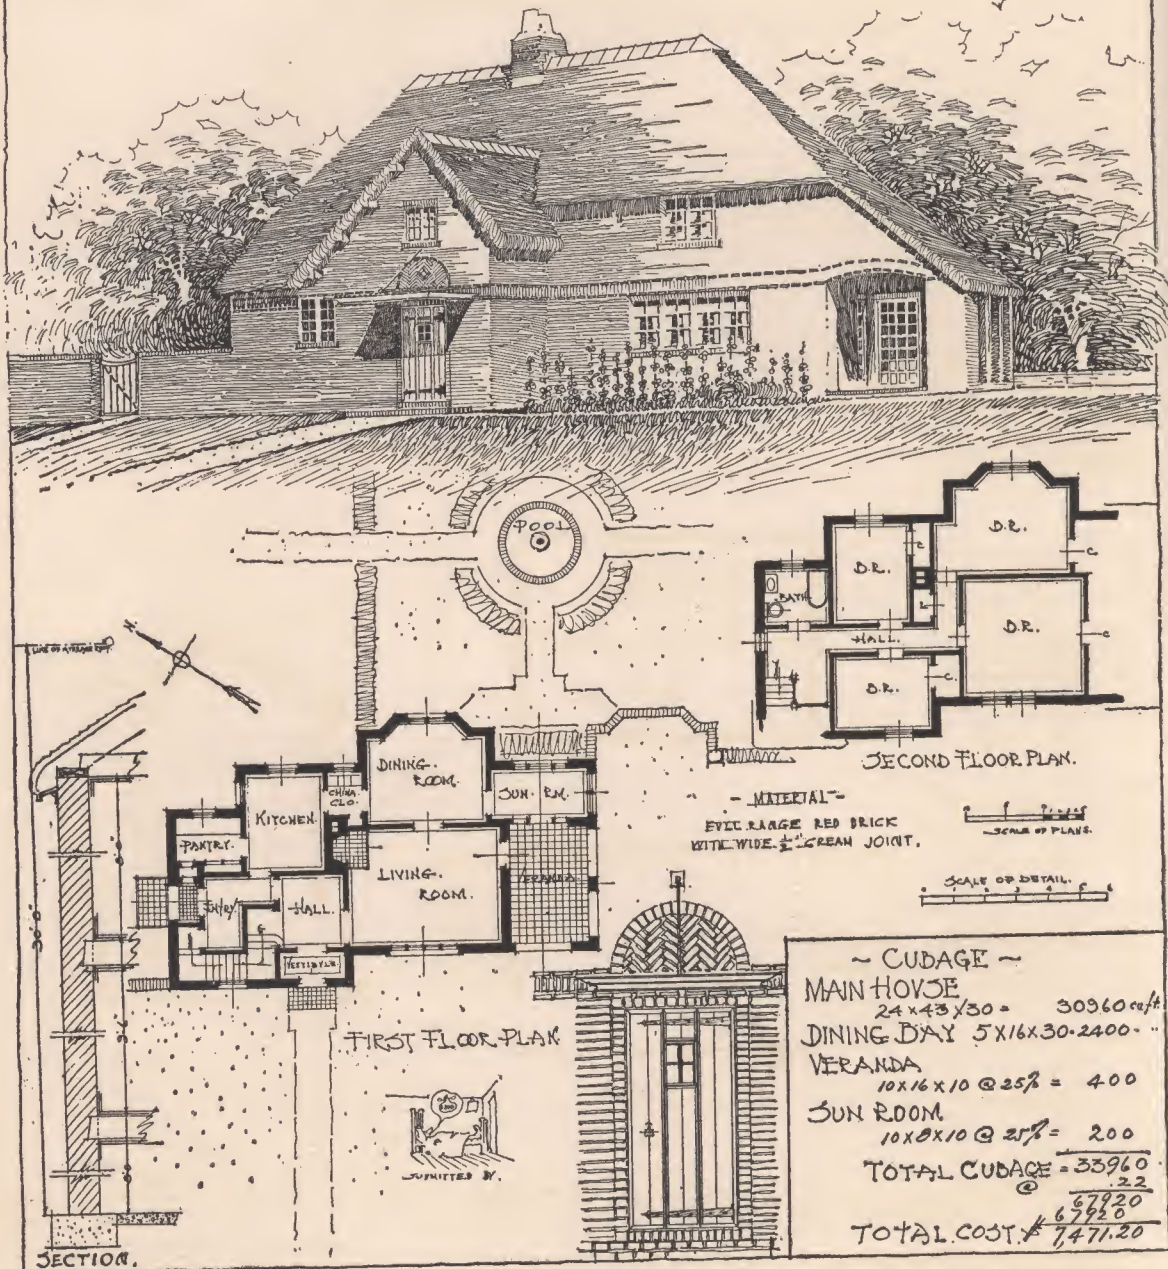 POOL
D.R.
B.R.
BATH
C.
C.
L
HALL.
B.R.
C
B.R.
C.
SECOND FLOOR PLAN.
N
DINING.
ROOM.
SUN. RM.
CHINA
CLO.
KITCHEN.
PANTRY.
LIVING.
ROOM.
VERANDA
ENTRY.
HALL.
VESTIBULE
FIRST FLOOR PLAN
- MATERIAL -
FULL RANGE RED BRICK
WITH WIDE ½" CREAM JOINT.
SCALE OF PLANS.
SCALE OF DETAIL.
SUBMITTED BY.
SECTION.
~ CUBAGE ~
MAIN HOVSE
24 x 43 x 30 = 30960 cu ft.
DINING BAY 5 x 16 x 30 - 2400 - "
VERANDA
10 x 16 x 10 @ 25% = 400
SUN ROOM
10 x 8 x 10 @ 25% = 200
TOTAL CUBAGE = 33960
@ .22
67920
67920
TOTAL COST. $ 7,471.20